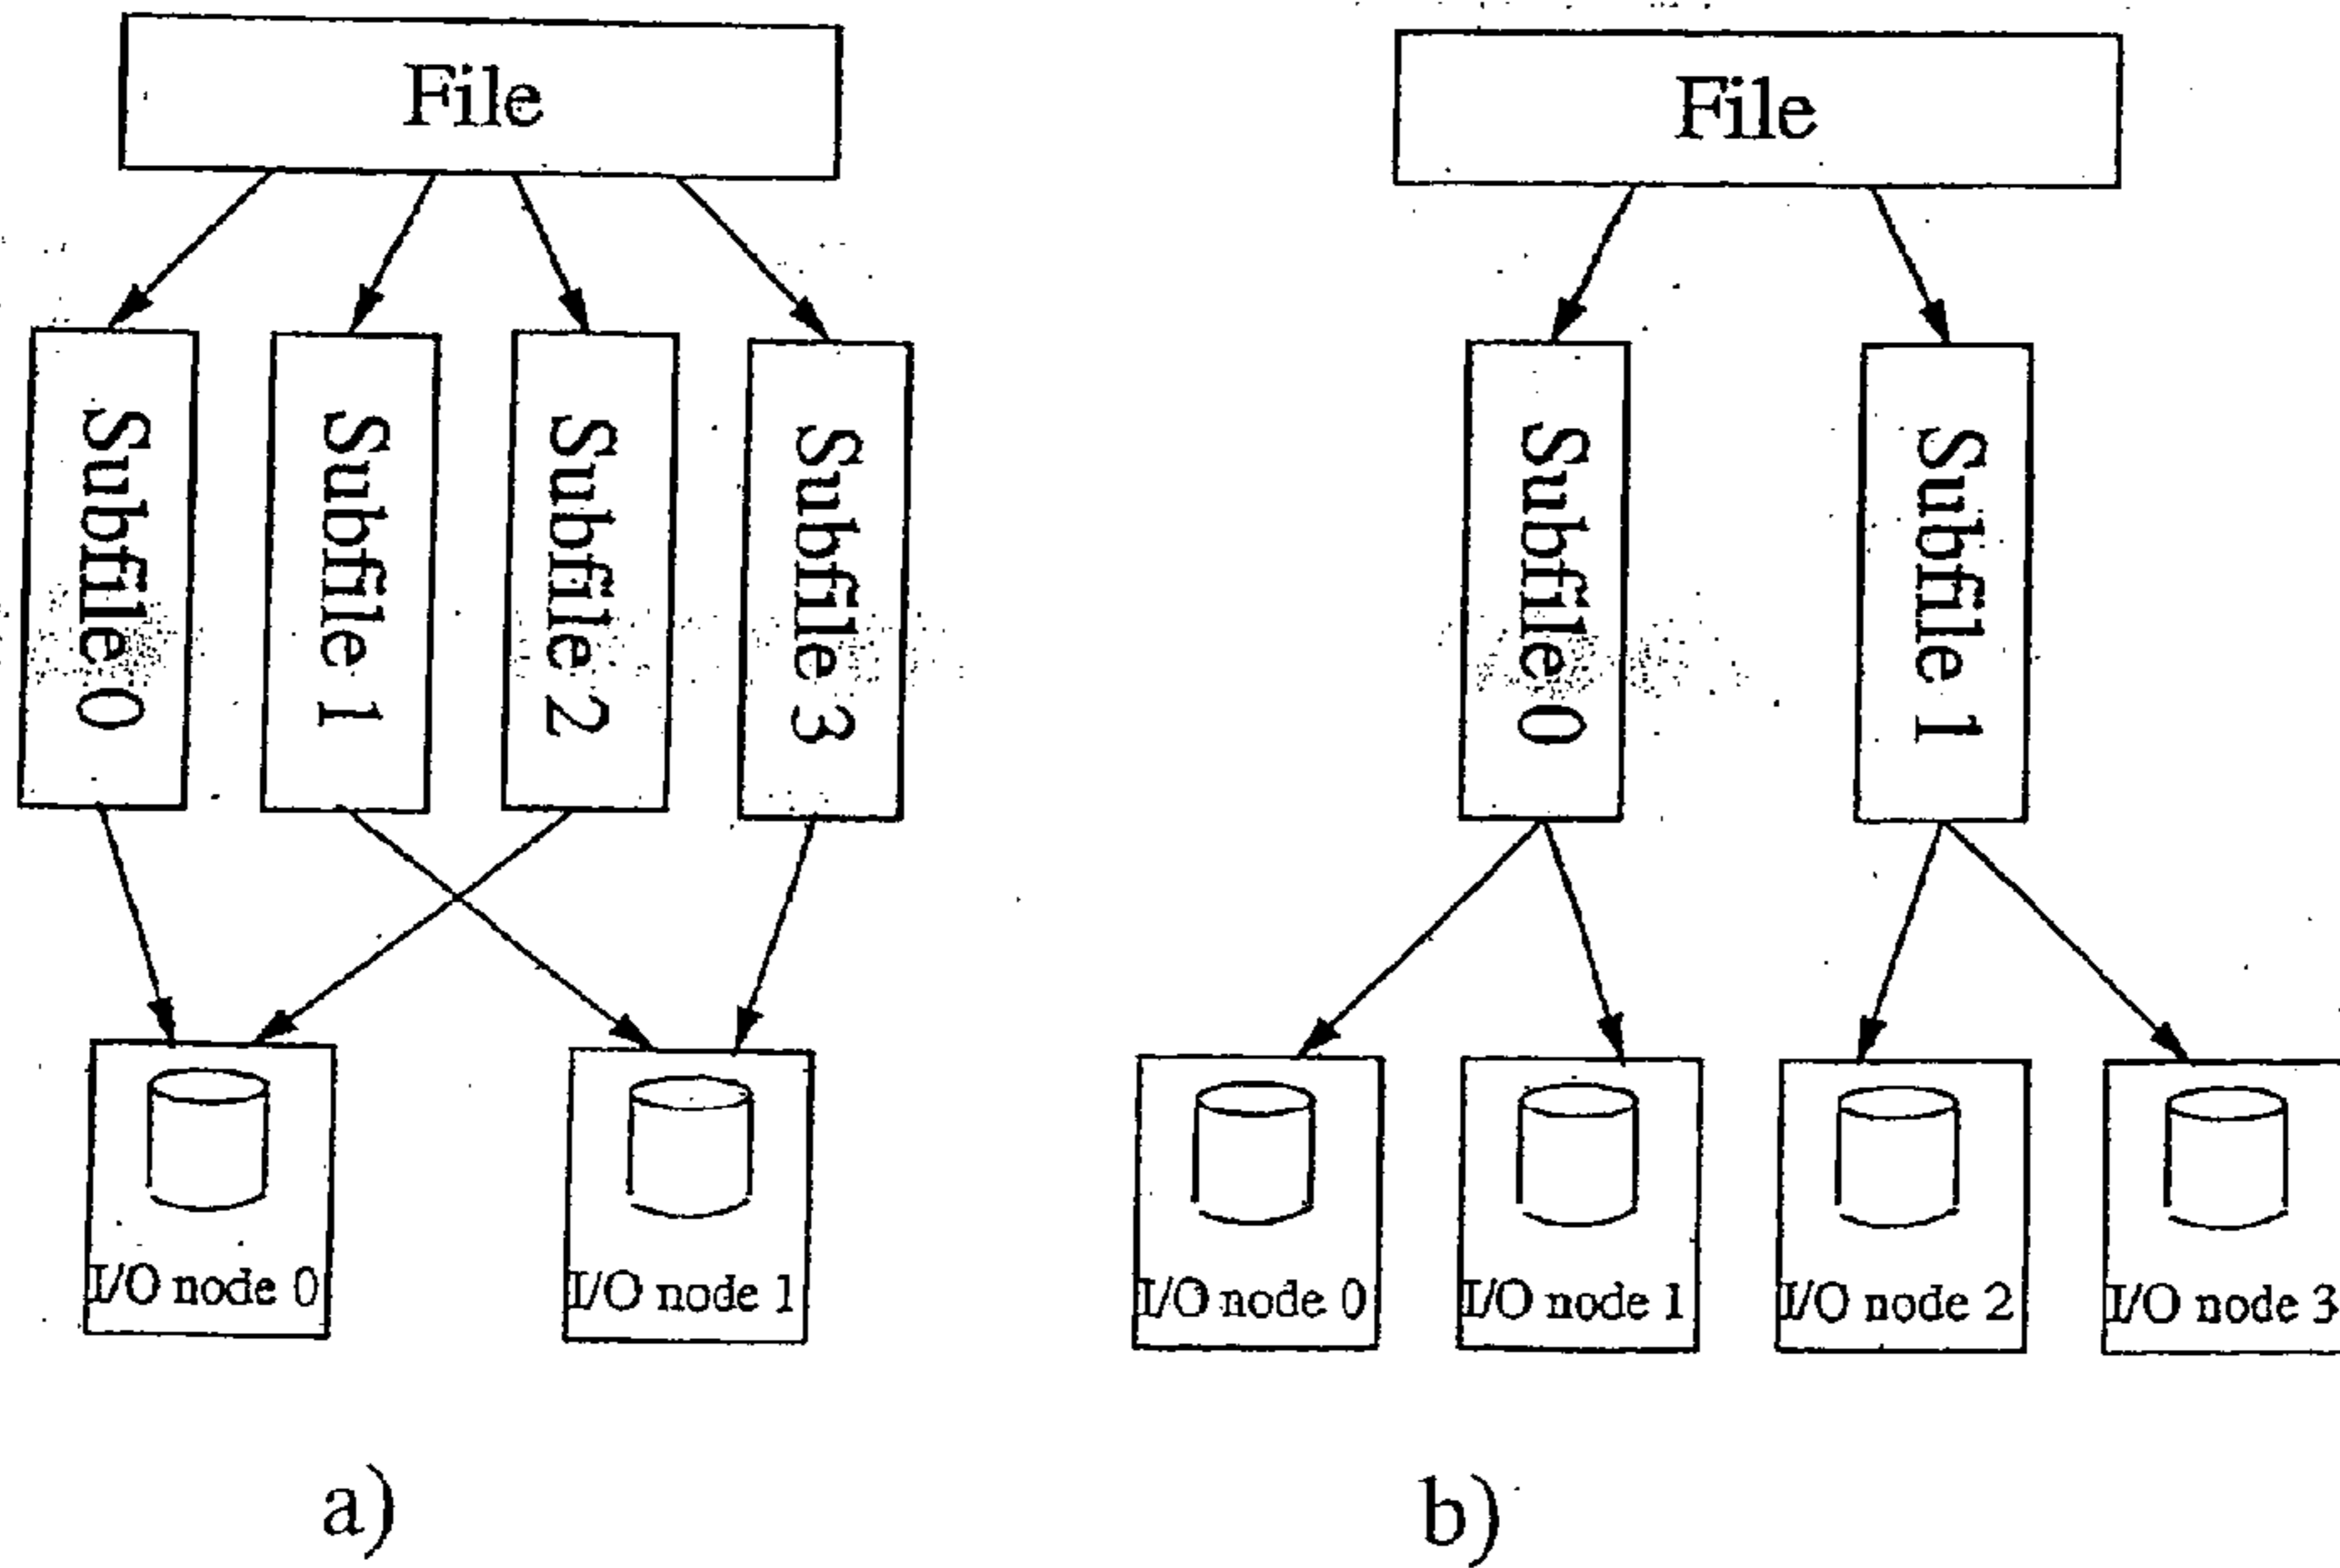 File
Subfile 0
Subfile 1
Subfile 2
Subfile 3
I/O node 0
I/O node 1
a)
File
Subfile 0
Subfile 1
I/O node 0
I/O node 1
I/O node 2
I/O node 3
b)